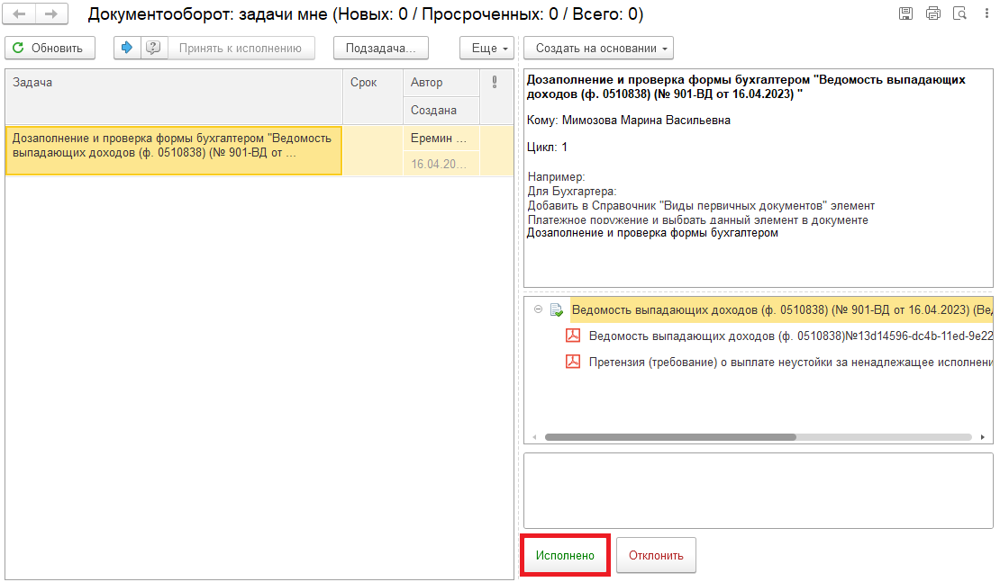 Документооборот: задачи мне (Новых: 0 / Просроченных: 0 / Всего: 0)
Обновить
Принять к исполнению
Подзадача...
Еще
Создать на основании
Задача
Срок
Автор
Создана
Дозаполнение и проверка формы бухгалтером "Ведомость
выпадающих доходов (ф. 0510838) (№ 901-ВД от ...
Еремин ...
16.04.20...
Дозаполнение и проверка формы бухгалтером "Ведомость выпадающих
доходов (ф. 0510838) (№ 901-ВД от 16.04.2023) "
Кому: Мимозова Марина Васильевна
Цикл: 1
Например:
Для Бухгартера:
Добавить в Справочник "Виды первичных документов" элемент
Платежное поружение и выбрать данный элемент в документе
Дозаполнение и проверка формы бухгалтером
Ведомость выпадающих доходов (ф. 0510838) (№ 901-ВД от 16.04.2023) (Вед
Ведомость выпадающих доходов (ф. 0510838)№13d14596-dc4b-11ed-9e22
Претензия (требование) о выплате неустойки за ненадлежащее исполнени
Исполнено
Отклонить